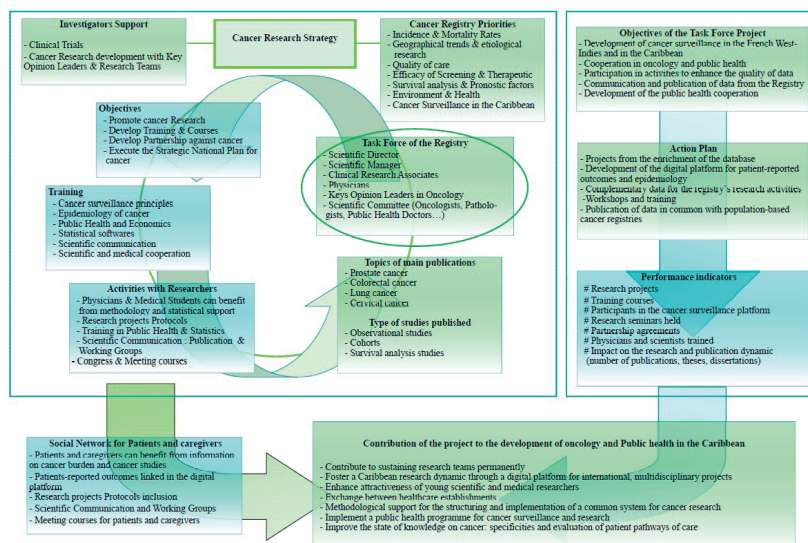 Investigators Support
- Clinical Trials
- Cancer Research development with Key
Opinion Leaders & Research Teams
Cancer Research Strategy
Cancer Registry Priorities
- Incidence & Mortality Rates
- Geographical trends & etiological
research
- Quality of care
- Efficacy of Screening & Therapeutic
- Survival analysis & Pronostic factors
- Environment & Health
- Cancer Surveillance in the Caribbean
Objectives
- Promote cancer Research
- Develop Training & Courses
- Develop Partnership against cancer
- Execute the Strategic National Plan for
cancer
Task Force of the Registry
- Scientific Director
- Scientific Manager
- Clinical Research Associates
- Physicians
- Keys Opinion Leaders in Oncology
- Scientific Committee (Oncologists, Patholo-
gists, Public Health Doctors…)
Training
- Cancer surveillance principles
- Epidemiology of cancer
- Public Health and Economics
- Statistical softwares
- Scientific communication
- Scientific and medical cooperation
Topics of main publications
- Prostate cancer
- Colorectal cancer
- Lung cancer
- Cervical cancer
Type of studies published
- Observational studies
- Cohorts
- Survival analysis studies
Activities with Researchers
- Physicians & Medical Students can benefit
from methodology and statistical support
- Research projects Protocols
- Training in Public Health & Statistics
- Scientific Communication : Publication &
Working Groups
- Congress & Meeting courses
Objectives of the Task Force Project
- Development of cancer surveillance in the French West-
Indies and in the Caribbean
- Cooperation in oncology and public health
- Participation in activities to enhance the quality of data
- Communication and publication of data from the Registry
- Development of the public health cooperation
Action Plan
- Projects from the enrichment of the database
- Development of the digital platform for patient-reported
outcomes and epidemiology
- Complementary data for the registry's research activities
-Workshops and training
- Publication of data in common with population-based
cancer registries
Performance indicators
# Research projects
# Training courses
# Participants in the cancer surveillance platform
# Research seminars held
# Partnership agreements
# Physicians and scientists trained
# Impact on the research and publication dynamic
(number of publications, theses, dissertations)
Social Network for Patients and caregivers
- Patients and caregivers can benefit from information
on cancer burden and cancer studies
- Patients-reported outcomes linked in the digital
platform
- Research projects Protocols inclusion
- Scientific Communication and Working Groups
- Meeting courses for patients and caregivers
Contribution of the project to the development of oncology and Public health in the Caribbean
- Contribute to sustaining research teams permanently
- Foster a Caribbean research dynamic through a digital platform for international, multidisciplinary projects
- Enhance attractiveness of young scientific and medical researchers
- Exchange between healthcare establishments
- Methodological support for the structuring and implementation of a common system for cancer research
- Implement a public health programme for cancer surveillance and research
- Improve the state of knowledge on cancer: specificities and evaluation of patient pathways of care